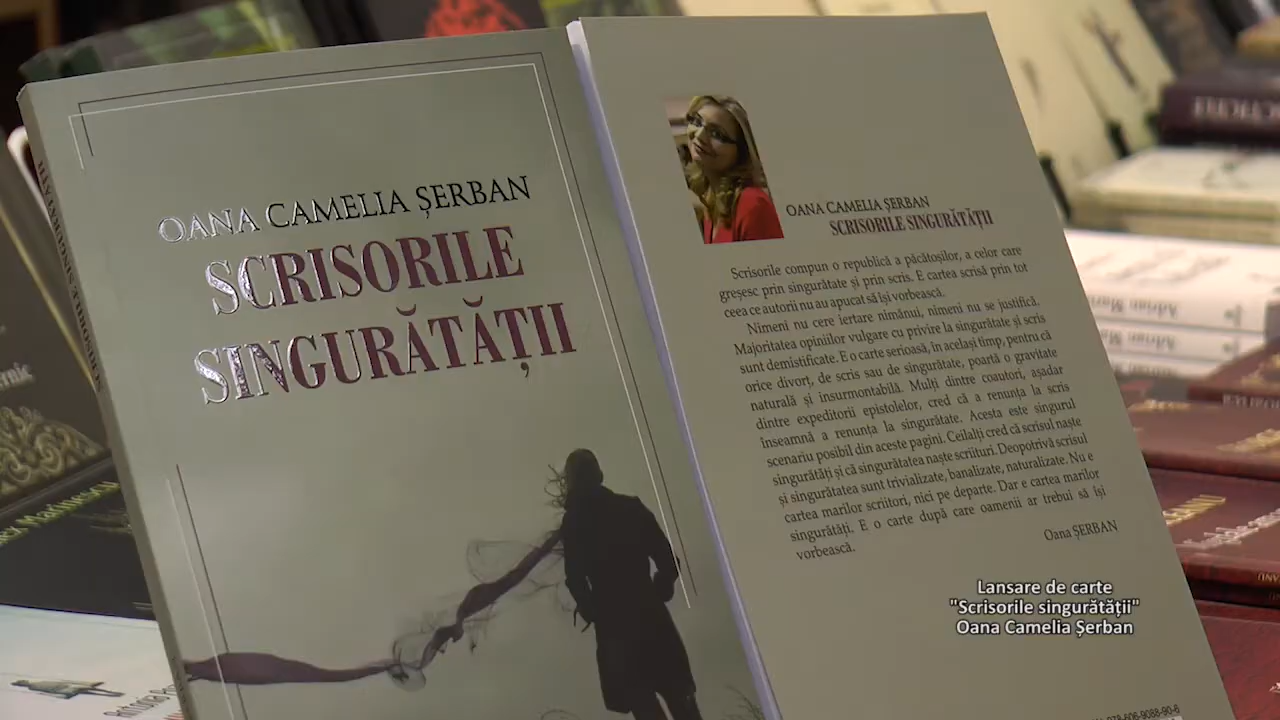 OANA CAMELIA ȘERBAN
SCRISORILE
SINGURĂTĂȚII
OANA CAMELIA ȘERBAN
SCRISORILE SINGURĂTĂȚII
Scrisorile compun o republică a păcătoșilor, a celor care
greșesc prin singurătate și prin scris. E cartea scrisă prin tot
ceea ce autorii nu au apucat să își vorbească.
Nimeni nu cere iertare nimănui, nimeni nu se justifică.
Majoritatea opiniilor vulgare cu privire la singurătate și scris
sunt demistificate. E o carte serioasă, în același timp, pentru că
orice divorț, de scris sau de singurătate, poartă o gravitate
naturală și insurmontabilă. Mulți dintre coautori, așadar
dintre expeditorii epistolelor, cred că a renunța la scris
înseamnă a renunța la singurătate. Acesta este singurul
scenariu posibil din aceste pagini. Ceilalți cred că scrisul naște
singurătăți și că singurătatea naște scriituri. Deopotrivă scrisul
și singurătatea sunt trivializate, banalizate, naturalizate. Nu e
cartea marilor scriitori, nici pe departe. Dar e cartea marilor
singurătăți. E o carte după care oamenii ar trebui să își
vorbească.
Oana ȘERBAN
Lansare de carte
"Scrisorile singurătății"
Oana Camelia Șerban
Adrian
Adrian